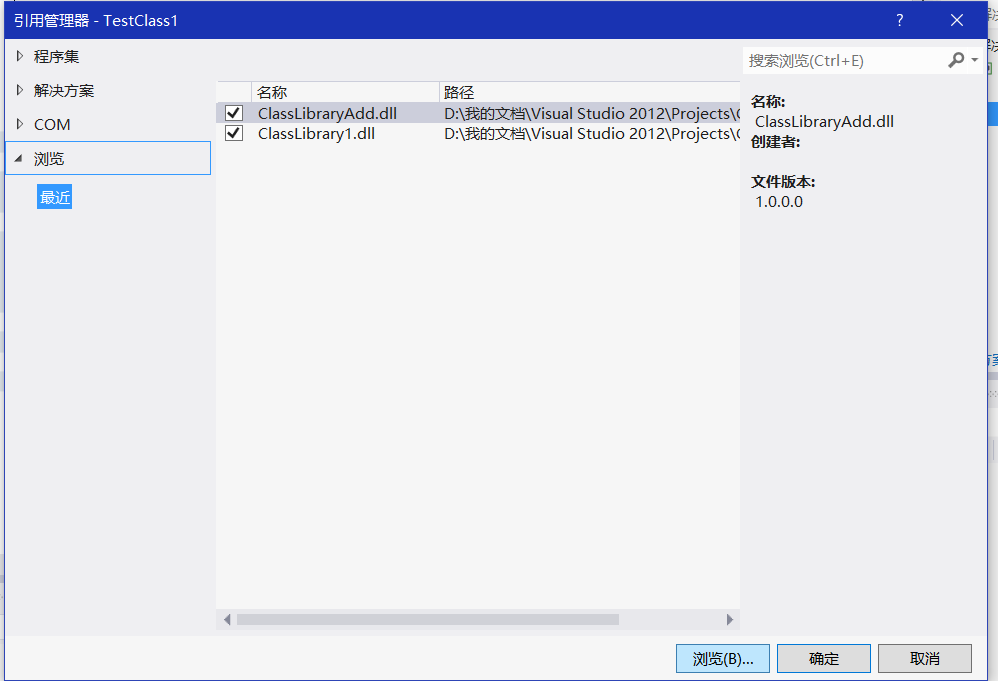 引用管理器 - TestClass1
?
程序集
解决方案
COM
浏览
最近
名称 路径
ClassLibraryAdd.dll D:\我的文档\Visual Studio 2012\Projects\
ClassLibrary1.dll D:\我的文档\Visual Studio 2012\Projects\
搜索浏览(Ctrl+E)
名称:
ClassLibraryAdd.dll
创建者:
文件版本:
1.0.0.0
浏览(B)... 确定 取消